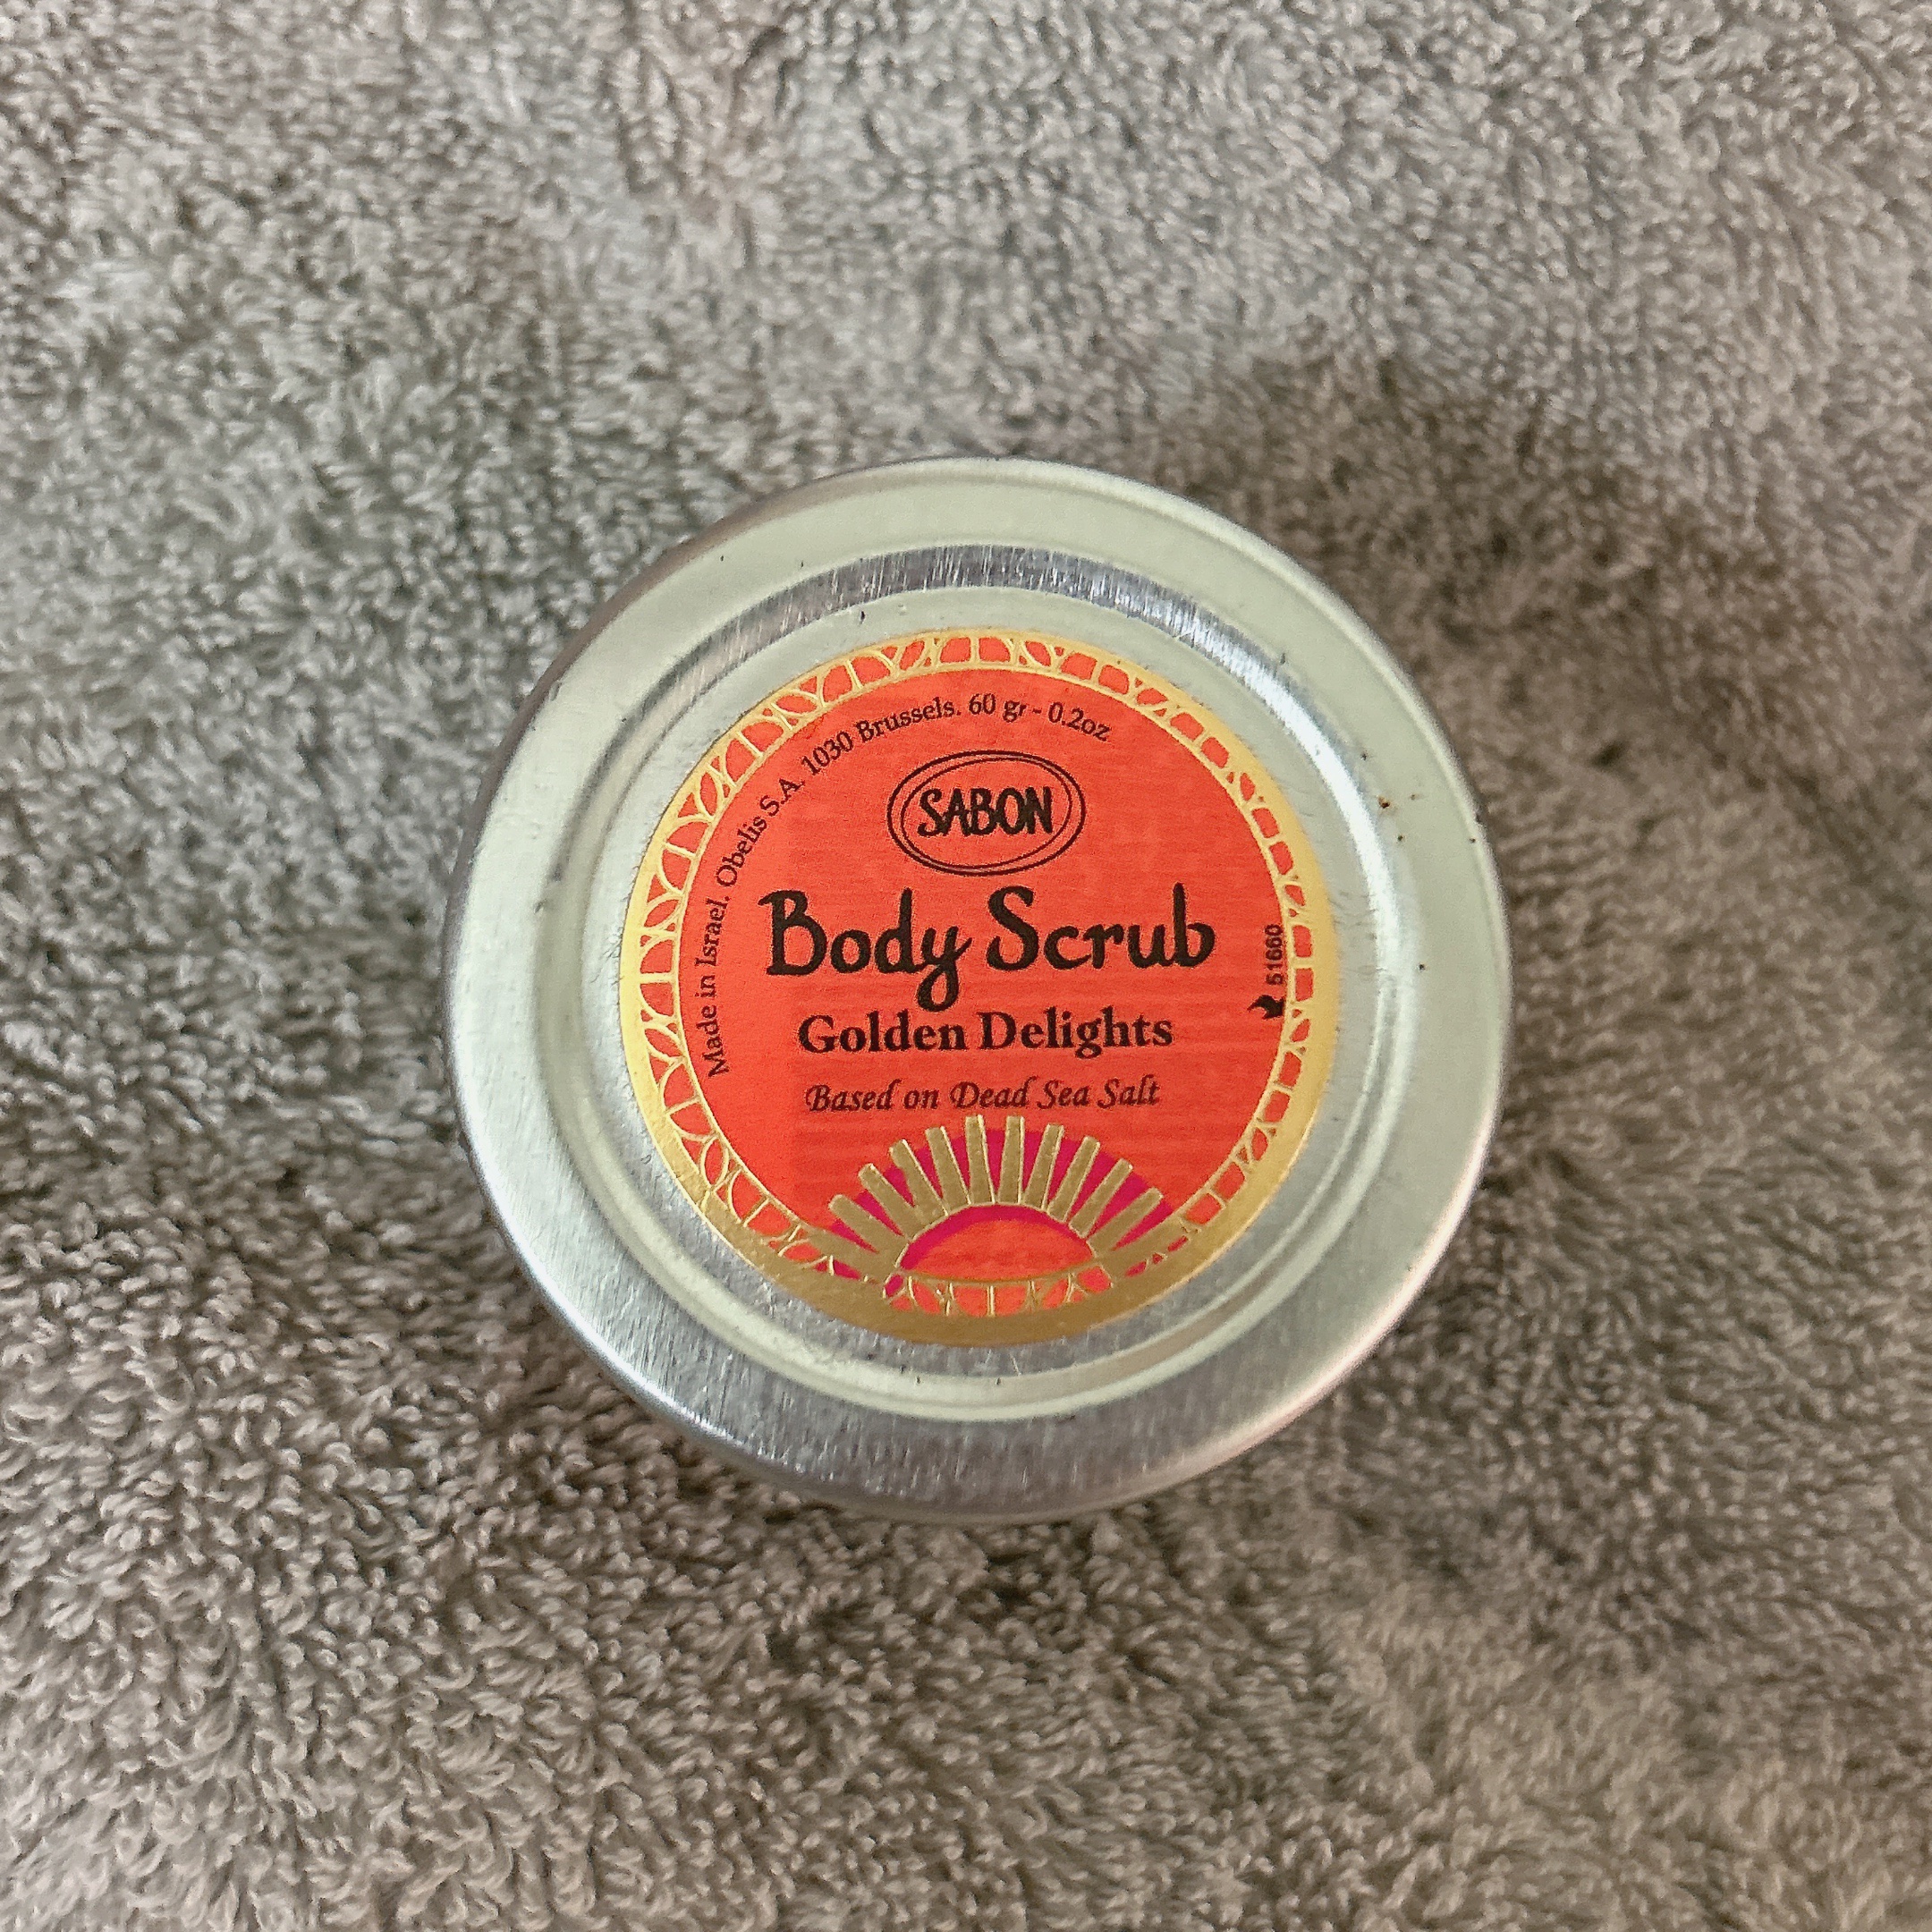 Made in Israel. Obelis S.A. 1030 Brussels. 60 gr - 0.2oz
SABON
Body Scrub
Golden Delights
Based on Dead Sea Salt
51660